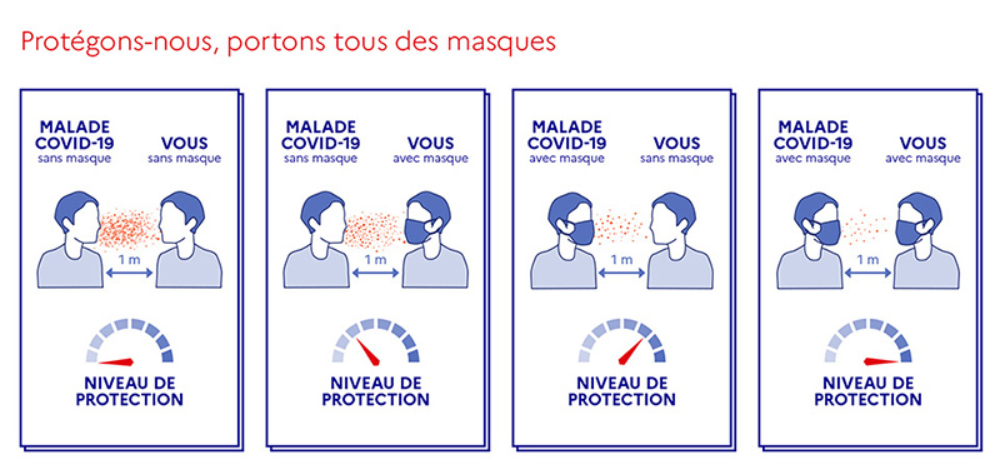 Protégons-nous, portons tous des masques
MALADE
COVID-19
sans masque
VOUS
sans masque
1 m
NIVEAU DE
PROTECTION
MALADE
COVID-19
sans masque
VOUS
avec masque
1 m
NIVEAU DE
PROTECTION
MALADE
COVID-19
avec masque
VOUS
sans masque
1 m
NIVEAU DE
PROTECTION
MALADE
COVID-19
avec masque
VOUS
avec masque
1 m
NIVEAU DE
PROTECTION